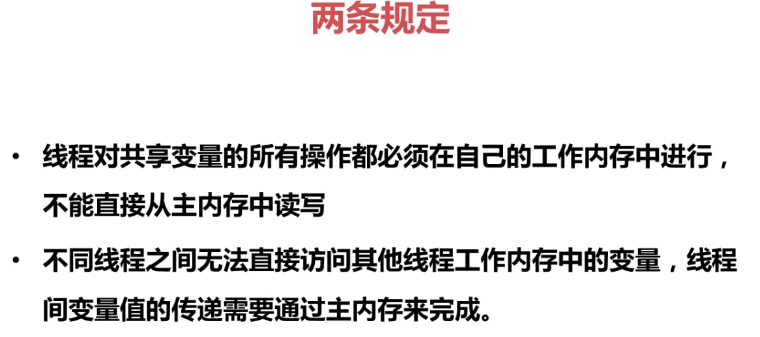 两条规定
• 线程对共享变量的所有操作都必须在自己的工作内存中进行，
不能直接从主内存中读写
• 不同线程之间无法直接访问其他线程工作内存中的变量，线程
间变量值的传递需要通过主内存来完成。